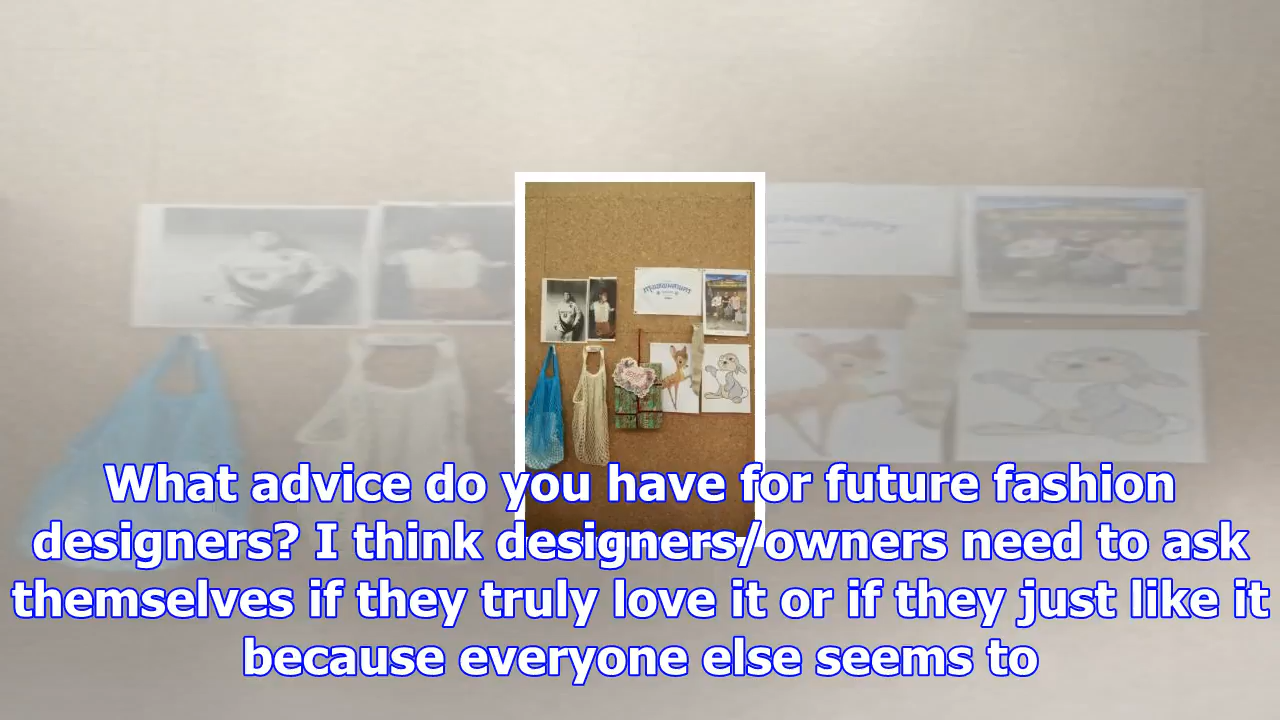 What advice do you have for future fashion
designers? I think designers/owners need to ask
themselves if they truly love it or if they just like it
because everyone else seems to